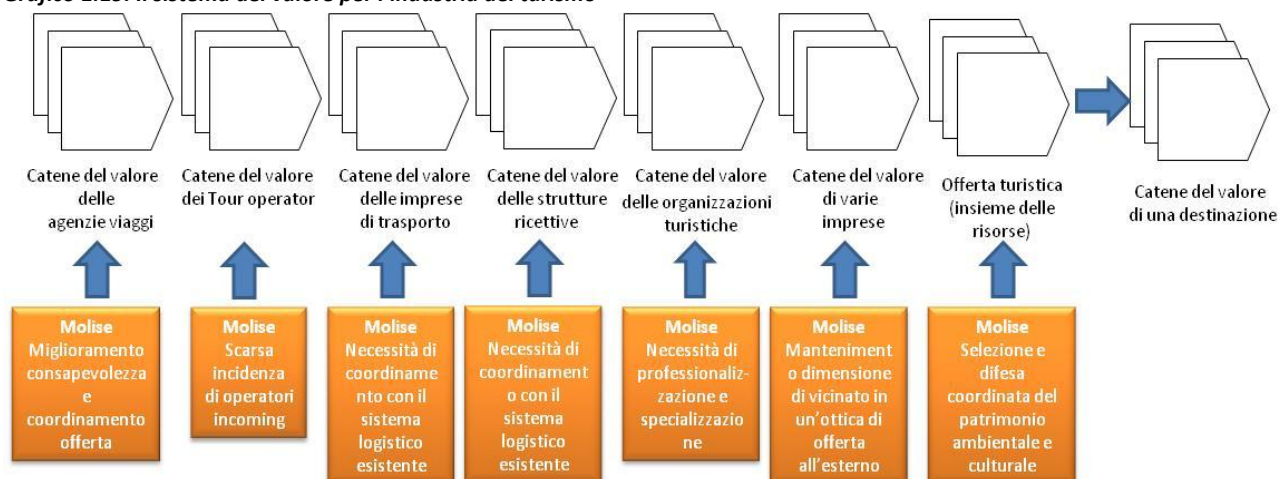 Grafico 1.15: Il sistema del valore per l'industria del turismo
Catene del valore
delle
agenzie viaggi
Catene del valore
dei Tour operator
Catene del valore
delle imprese
di trasporto
Catene del valore
delle strutture
ricettive
Catene del valore
delle organizzazioni
turistiche
Catene del valore
di varie
imprese
Offerta turistica
(insieme delle
risorse)
Catene del valore
di una destinazione
Molise
Miglioramento
consapevolezza
e
coordinamento
offerta
Molise
Scarsa
incidenza
di operatori
incoming
Molise
Necessità di
coordiname
nto con il
sistema
logistico
esistente
Molise
Necessità di
coordinament
o con il
sistema
logistico
esistente
Molise
Necessità di
professionaliz-
zazione e
specializzazio
ne
Molise
Manteniment
o dimensione
di vicinato in
un'ottica di
offerta
all'esterno
Molise
Selezione e
difesa
coordinata del
patrimonio
ambientale e
culturale